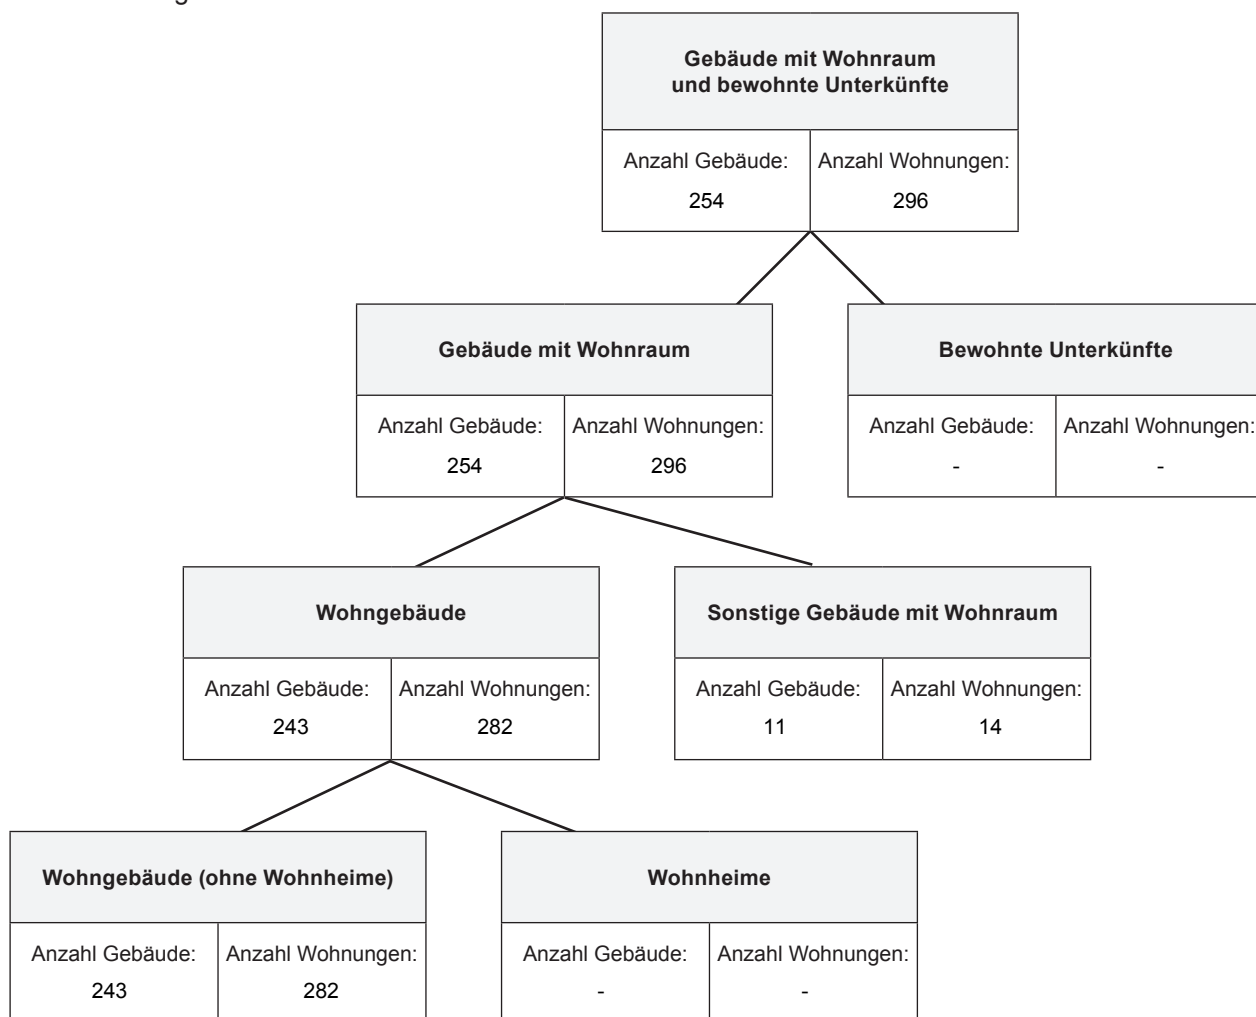 Gebäude mit Wohnraum
und bewohnte Unterkünfte
Anzahl Gebäude: Anzahl Wohnungen:
254 296
Gebäude mit Wohnraum Bewohnte Unterkünfte
Anzahl Gebäude: Anzahl Wohnungen: Anzahl Gebäude: Anzahl Wohnungen:
254 296 - -
Wohngebäude Sonstige Gebäude mit Wohnraum
Anzahl Gebäude: Anzahl Wohnungen: Anzahl Gebäude: Anzahl Wohnungen:
243 282 11 14
Wohngebäude (ohne Wohnheime) Wohnheime
Anzahl Gebäude: Anzahl Wohnungen: Anzahl Gebäude: Anzahl Wohnungen:
243 282 - -